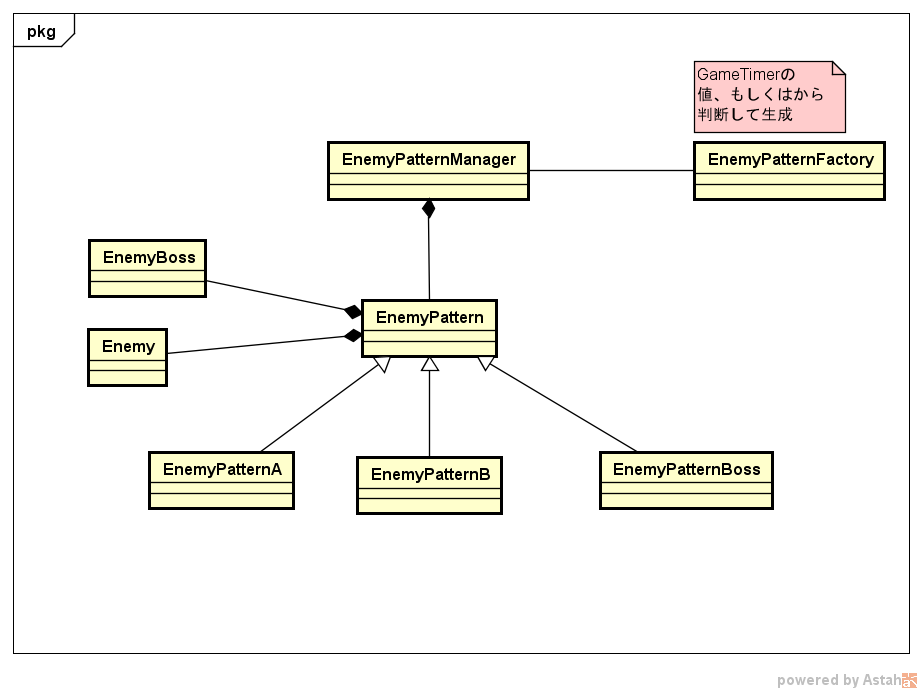 pkg
GameTimerの
値、もしくはから
判断して生成
EnemyPatternManager
EnemyPatternFactory
EnemyBoss
EnemyPattern
Enemy
EnemyPatternA
EnemyPatternB
EnemyPatternBoss
powered by Astah